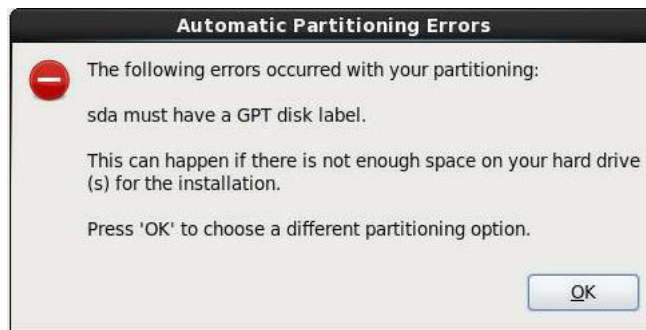 Automatic Partitioning Errors
The following errors occurred with your partitioning:
sda must have a GPT disk label.
This can happen if there is not enough space on your hard drive
(s) for the installation.
Press 'OK' to choose a different partitioning option.
OK